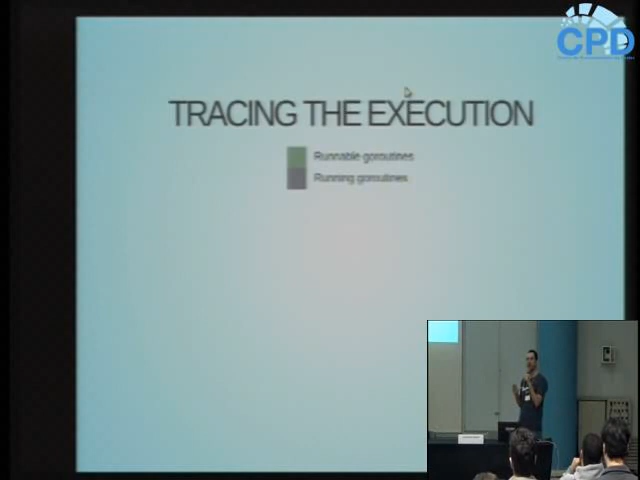 CPD
TRACING THE EXECUTION
Runnable goroutines
Running goroutines